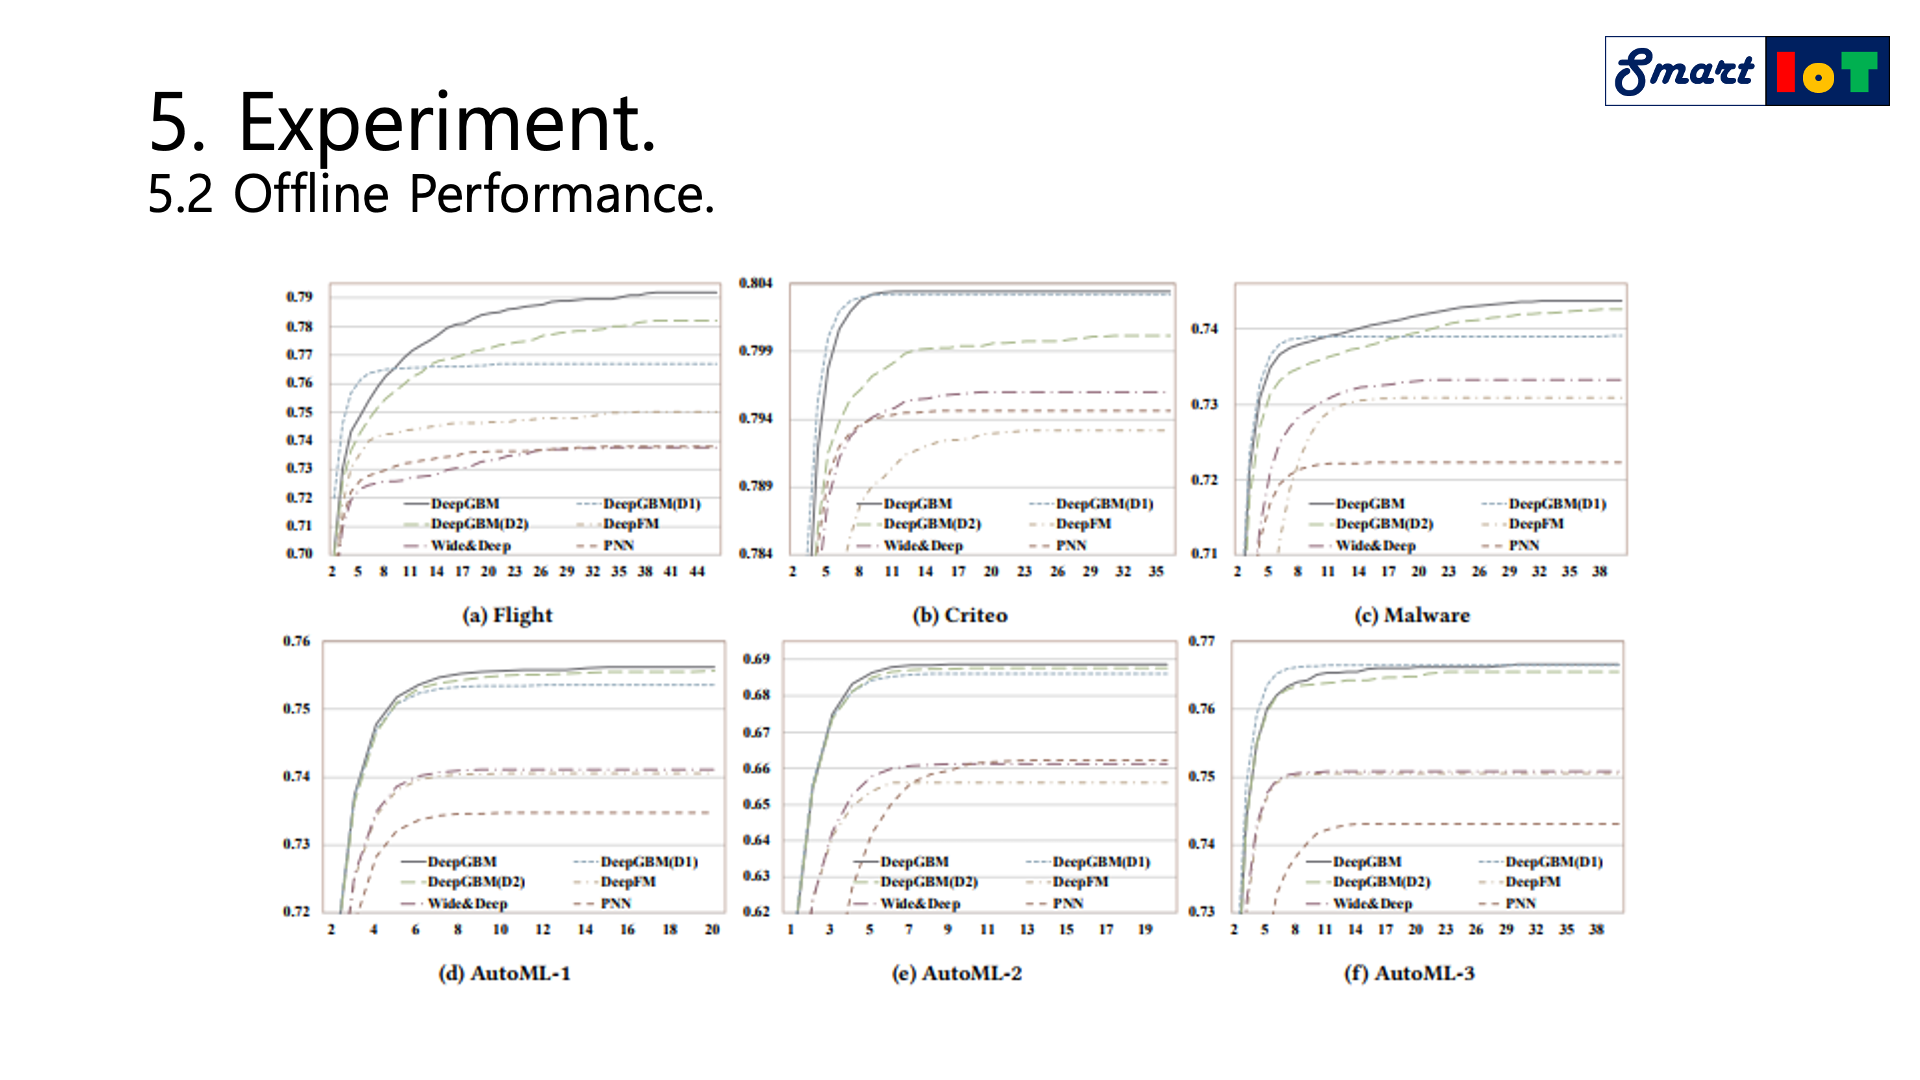 Smart IoT
5. Experiment.
5.2 Offline Performance.
0.79
0.78
0.77
0.76
0.75
0.74
0.73
0.72
0.71
0.70
DeepGBM DeepGBM(D1)
DeepGBM(D2) DeepFM
Wide&Deep PNN
2 5 8 11 14 17 20 23 26 29 32 35 38 41 44
(a) Flight
0.804
0.799
0.794
0.789
0.784
DeepGBM DeepGBM(D1)
DeepGBM(D2) DeepFM
Wide&Deep PNN
2 5 8 11 14 17 20 23 26 29 32 35
(b) Criteo
0.74
0.73
0.72
0.71
DeepGBM DeepGBM(D1)
DeepGBM(D2) DeepFM
Wide&Deep PNN
2 5 8 11 14 17 20 23 26 29 32 35 38
(c) Malware
0.76
0.75
0.74
0.73
0.72
DeepGBM DeepGBM(D1)
DeepGBM(D2) DeepFM
Wide&Deep PNN
2 4 6 8 10 12 14 16 18 20
(d) AutoML-1
0.69
0.68
0.67
0.66
0.65
0.64
0.63
0.62
DeepGBM DeepGBM(D1)
DeepGBM(D2) DeepFM
Wide&Deep PNN
1 3 5 7 9 11 13 15 17 19
(e) AutoML-2
0.77
0.76
0.75
0.74
0.73
DeepGBM DeepGBM(D1)
DeepGBM(D2) DeepFM
Wide&Deep PNN
2 5 8 11 14 17 20 23 26 29 32 35 38
(f) AutoML-3